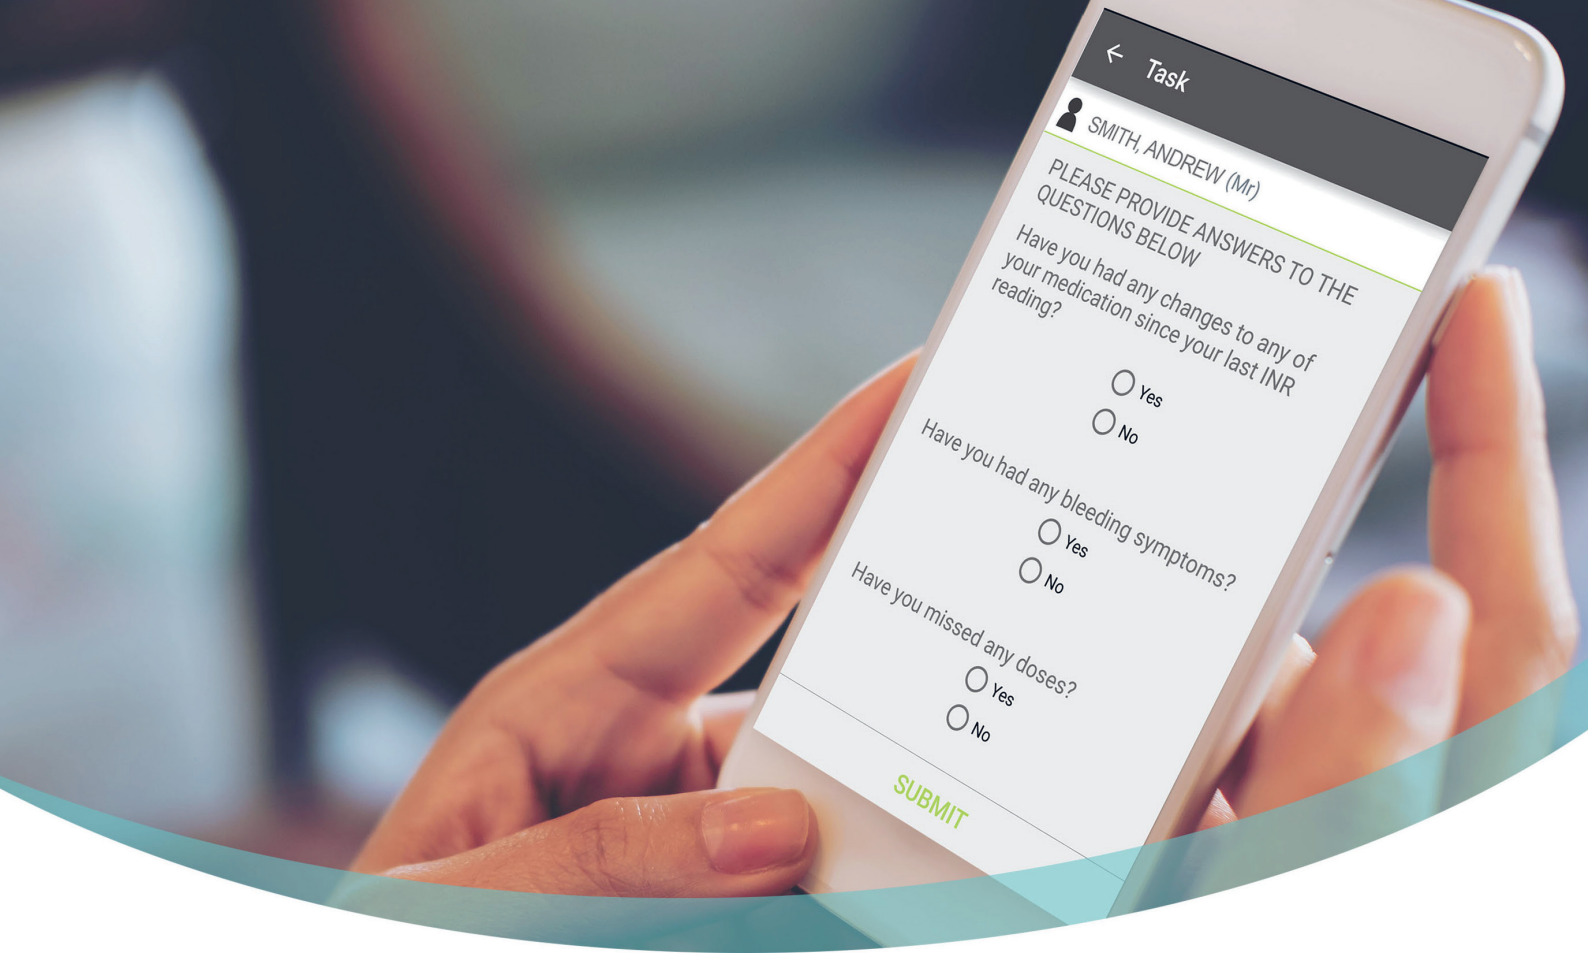 Task
SMITH, ANDREW (Mr)
PLEASE PROVIDE ANSWERS TO THE
QUESTIONS BELOW
Have you had any changes to any of
your medication since your last INR
reading?
Yes
No
Have you had any bleeding symptoms?
Yes
No
Have you missed any doses?
Yes
No
SUBMIT